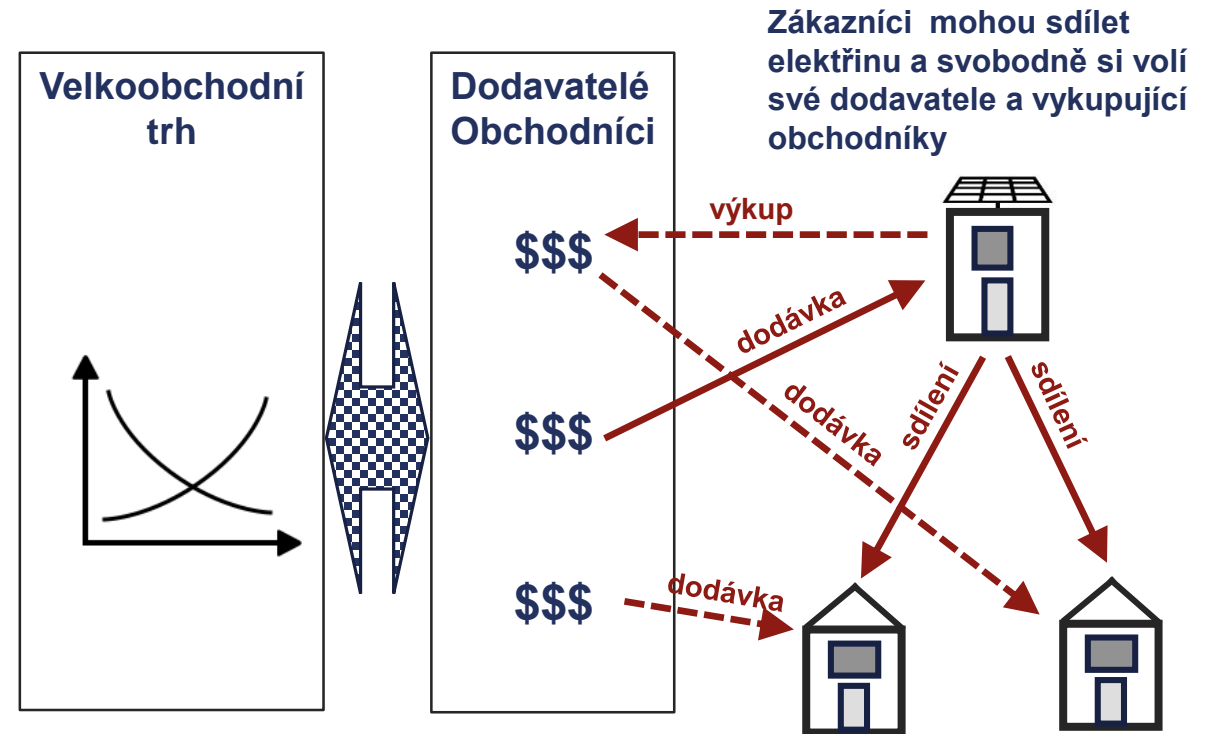 Zákazníci mohou sdílet
elektřinu a svobodně si volí
své dodavatele a vykupující
obchodníky
Velkoobchodní
trh
Dodavatelé
Obchodníci
výkup
$$$
dodávka
sdílení
sdílení
dodávka
$$$
dodávka
$$$